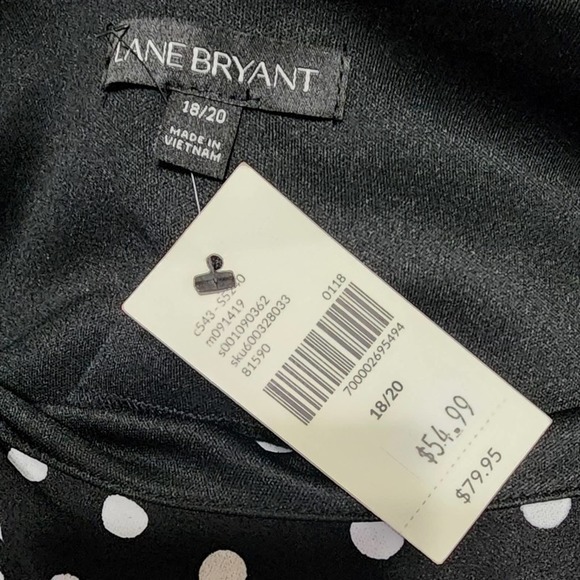 LANE BRYANT
18/20
MADE IN
VIETNAM
m091419
s001090362
sku600328033
81590
0118
700002695494
18/20
$54.99
$79.95